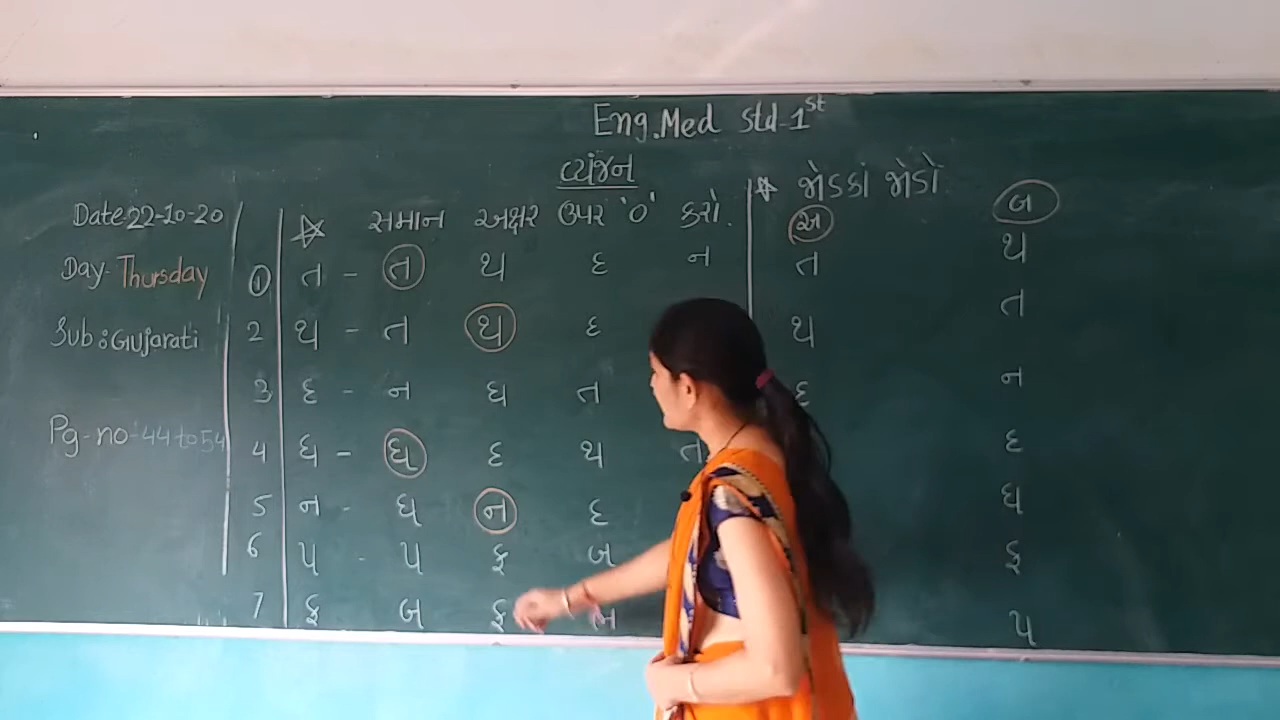 Eng.Med Std-1st
વ્યંજન
Date-22-10-20
Day- Thursday
Sub: Gujarati
Pg-no-44 to 54
☆ સમાન અક્ષર ઉપર '0' કરો.
1 ત - ત થ દ ન
2 થ - ત થ દ
3 દ - ન ધ ત
4 ધ - ધ દ થ ત
5 ન - ધ ન દ
6 પ - પ ફ બ
7 ફ બ ફ
☆ જોડકાં જોડો
અ બ
ત થ
થ ત
દ ન
દ
ધ
ફ
પ